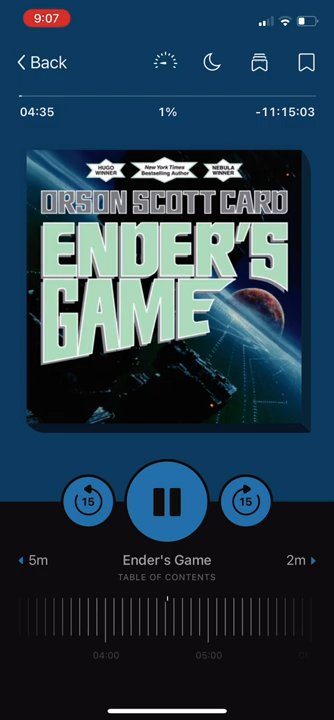 9:07
Back
04:35
1%
-11:15:03
HUGO
WINNER
New York Times
Bestselling Author
NEBULA
WINNER
ORSON SCOTT CARD
ENDER'S
GAME
15
15
5m
Ender's Game
2m
TABLE OF CONTENTS
04:00
05:00